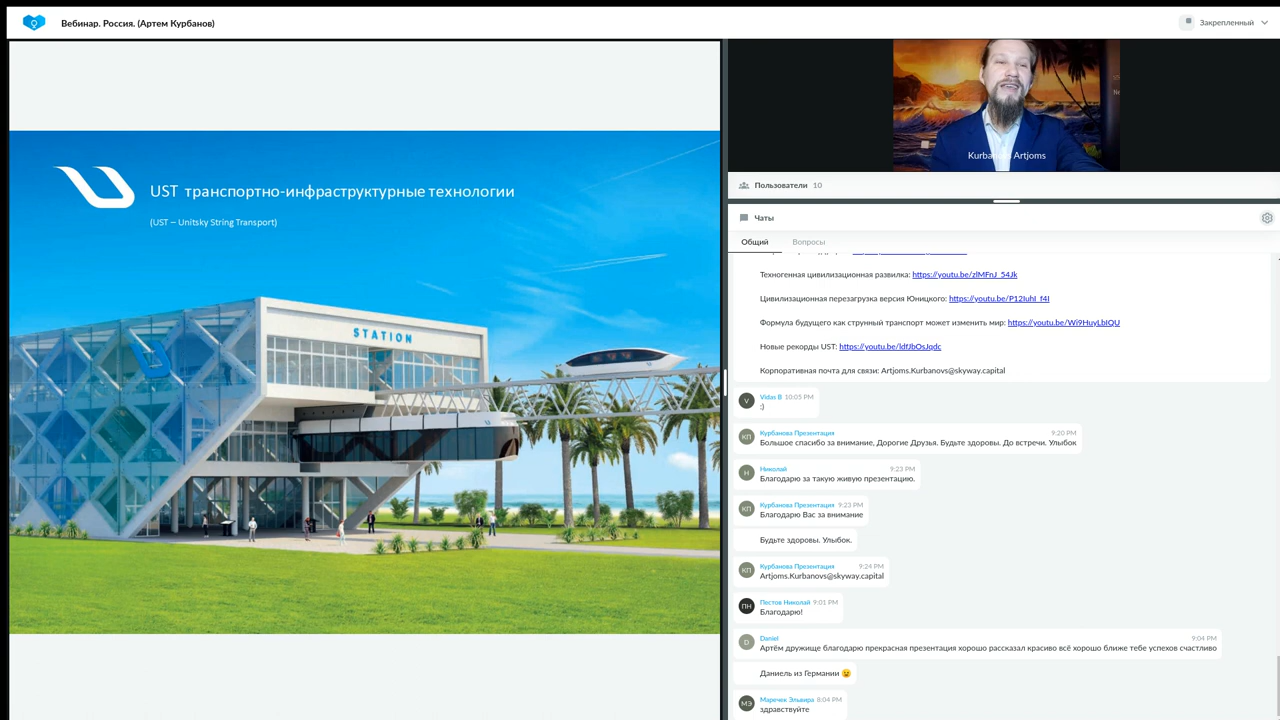 Вебинар. Россия. (Артем Курбанов)
Закрепленный
UST транспортно-инфраструктурные технологии
(UST – Unitsky String Transport)
STATION
Artjoms
Пользователи 10
Чаты
Общий Вопросы
Техногенная цивилизационная развилка: https://youtu.be/zlMFnJ_54Jk
Цивилизационная перезагрузка версия Юницкого: https://youtu.be/P12IuhI_f4I
Формула будущего как струнный транспорт может изменить мир: https://youtu.be/Wi9HuyLbIQU
Новые рекорды UST: https://youtu.be/ldfJbOsJqdc
Корпоративная почта для связи: Artjoms.Kurbanovs@skyway.capital
V
Vidas B 10:05 PM
:)
КП
Курбанова Презентация 9:20 PM
Большое спасибо за внимание, Дорогие Друзья. Будьте здоровы. До встречи. Улыбок
Н
Николай 9:23 PM
Благодарю за такую живую презентацию.
КП
Курбанова Презентация 9:23 PM
Благодарю Вас за внимание
Будьте здоровы. Улыбок.
КП
Курбанова Презентация 9:24 PM
Artjoms.Kurbanovs@skyway.capital
ПН
Пестов Николай 9:01 PM
Благодарю!
D
Daniel 9:04 PM
Артём дружище благодарю прекрасная презентация хорошо рассказал красиво всё хорошо ближе тебе успехов счастливо
Даниель из Германии 😉
МЭ
Маречек Эльвира 8:04 PM
здравствуйте